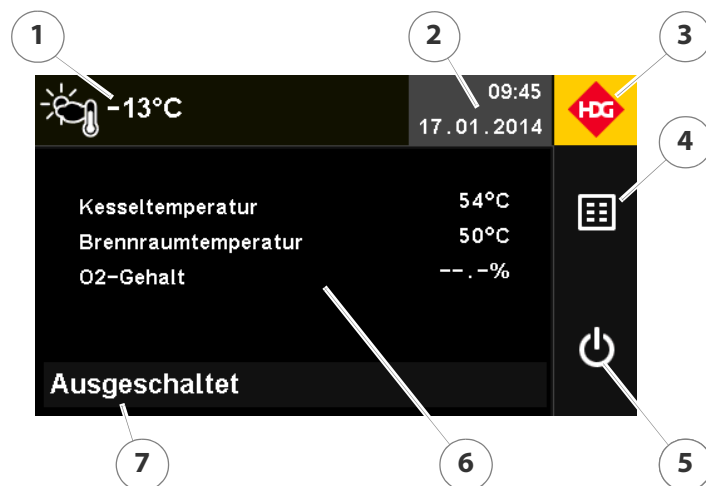 1
2
3
-13°C
09:45
17.01.2014
HDG
4
Kesseltemperatur 54°C
Brennraumtemperatur 50°C
O2-Gehalt --.-%
Ausgeschaltet
7
6
5